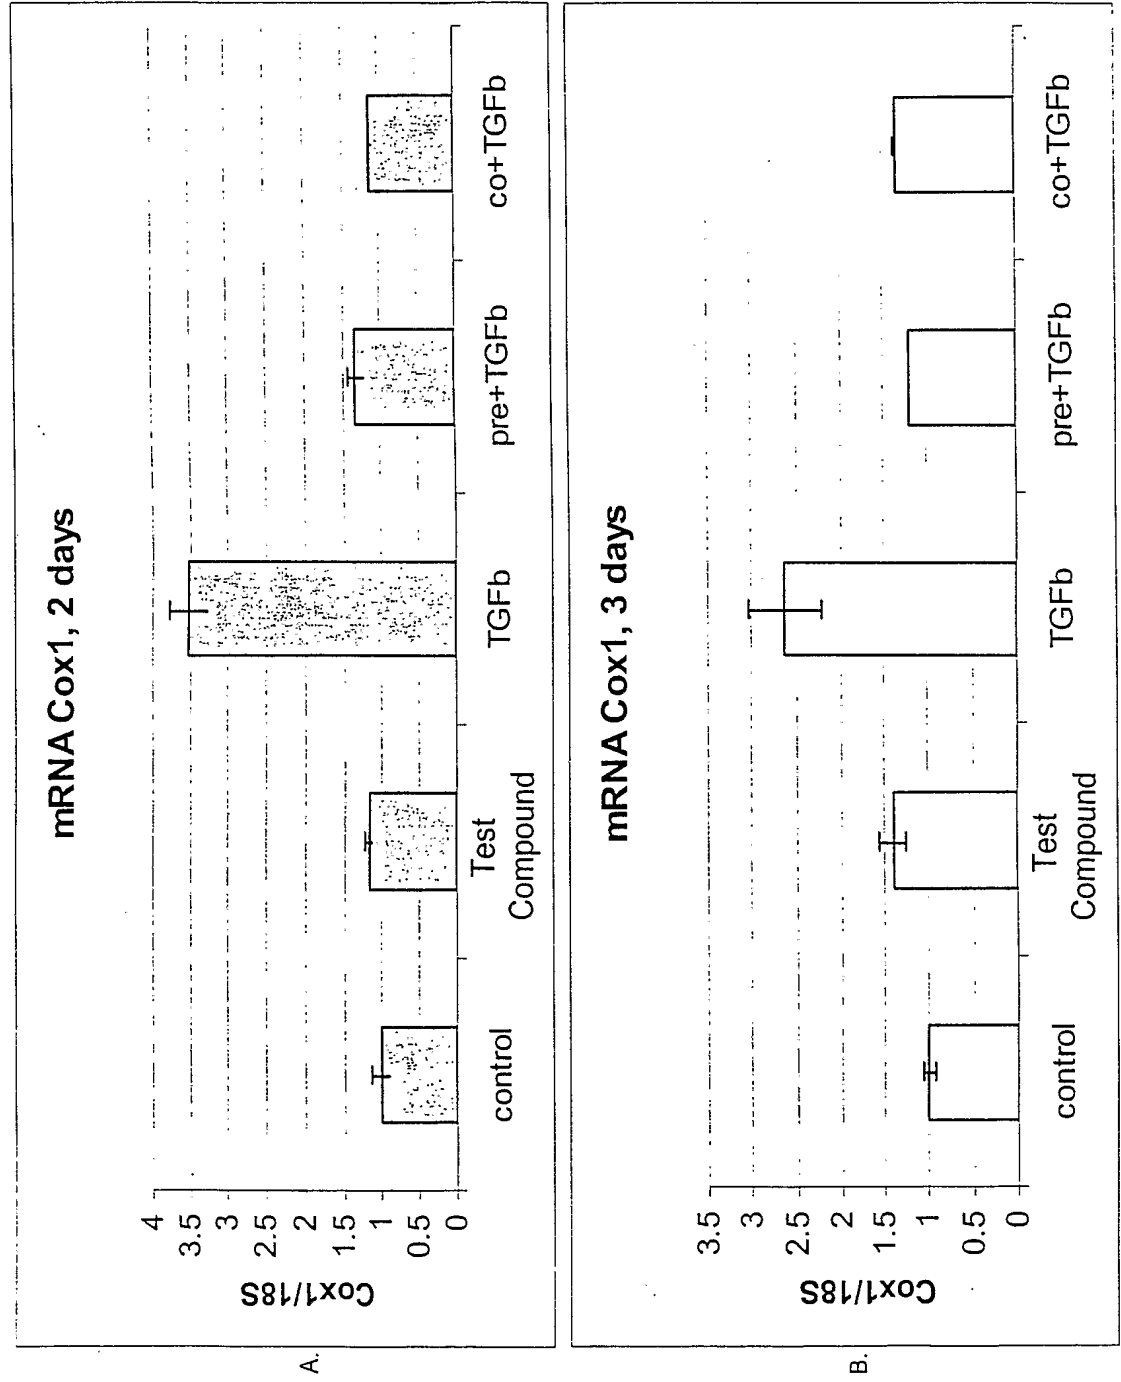 A.
mRNA Cox1, 2 days
Cox1/18S
4
3.5
3
2.5
2
1.5
1
0.5
0
control
Test
Compound
TGFb
pre+TGFb
co+TGFb
B.
mRNA Cox1, 3 days
Cox1/18S
3.5
3
2.5
2
1.5
1
0.5
0
control
Test
Compound
TGFb
pre+TGFb
co+TGFb